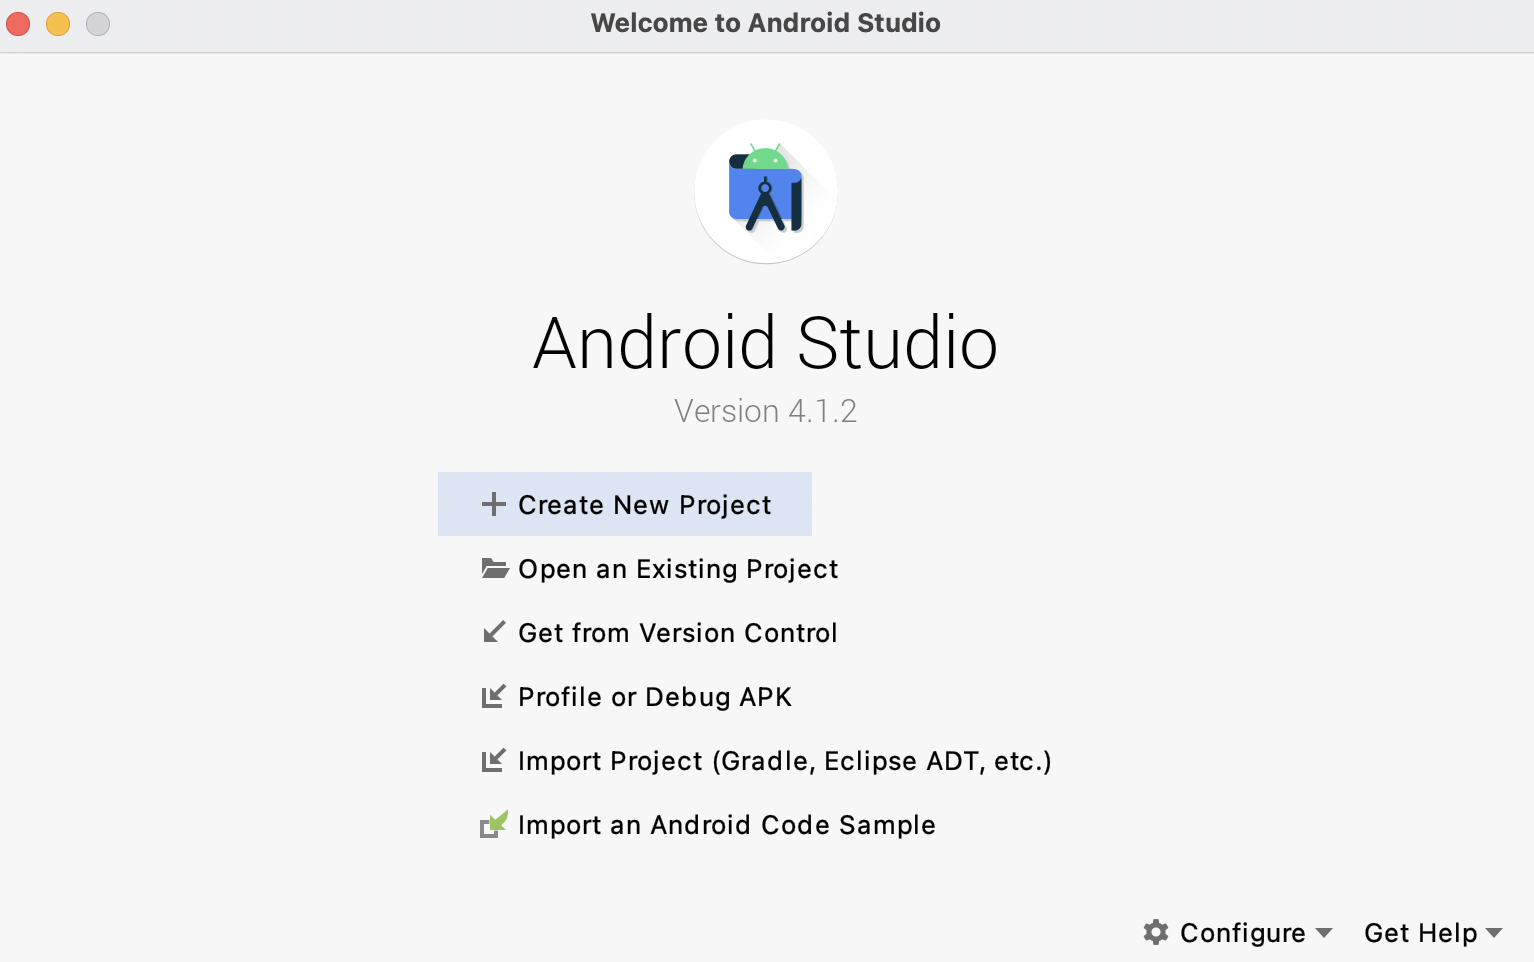 Welcome to Android Studio
Android Studio
Version 4.1.2
Create New Project
Open an Existing Project
Get from Version Control
Profile or Debug APK
Import Project (Gradle, Eclipse ADT, etc.)
Import an Android Code Sample
Configure Get Help